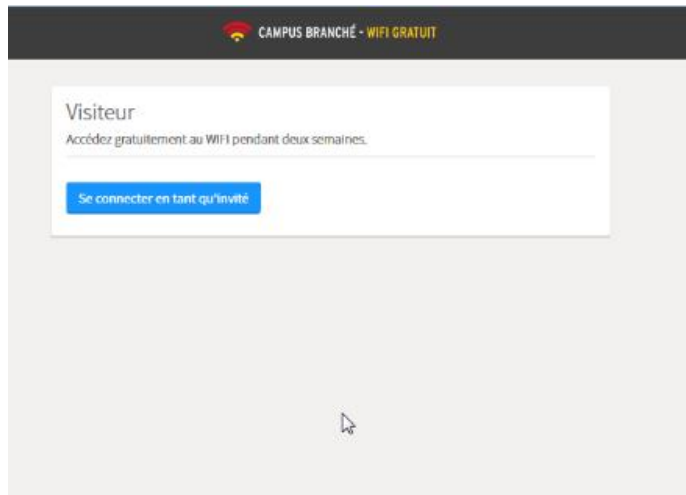 CAMPUS BRANCHÉ - WIFI GRATUIT
Visiteur
Accédez gratuitement au WIFI pendant deux semaines.
Se connecter en tant qu'invité